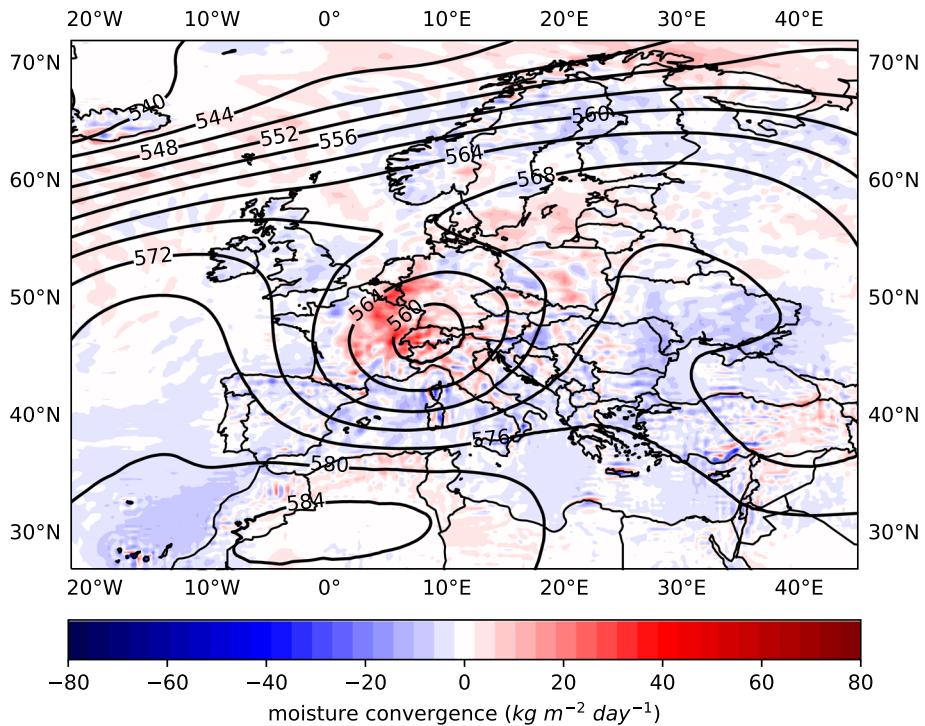 20°W 10°W 0° 10°E 20°E 30°E 40°E
70°N 70°N
540
544
552
556
560
548
564
60°N 60°N
568
572
50°N 50°N
564
560
40°N 40°N
576
580
584
30°N 30°N
20°W 10°W 0° 10°E 20°E 30°E 40°E
−80 −60 −40 −20 0 20 40 60 80
moisture convergence (kg m⁻² day⁻¹)